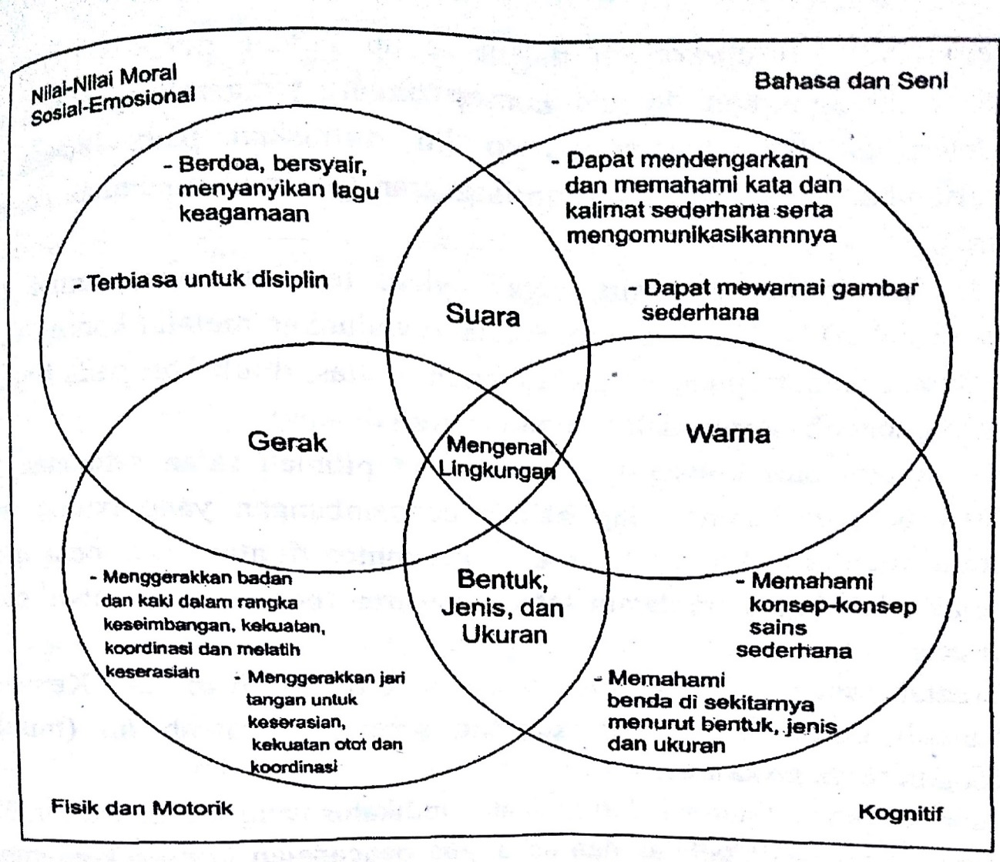 Nilai-Nilai Moral
Sosial-Emosional
Bahasa dan Seni
- Berdoa, bersyair,
menyanyikan lagu
keagamaan
- Dapat mendengarkan
dan memahami kata dan
kalimat sederhana serta
mengomunikasikannnya
Terbiasa untuk disiplin
- Dapat mewarnai gambar
sederhana
Suara
Gerak
Mengenal
Lingkungan
Warna
- Menggerakkan badan
dan kaki dalam rangka
keseimbangan, kekuatan,
koordinasi dan melatih
keserasian
- Menggerakkan jari
tangan untuk
keserasian,
kekuatan otot dan
koordinasi
Bentuk,
Jenis, dan
Ukuran
- Memahami
konsep-konsep
sains
sederhana
- Memahami
benda di sekitarnya
menurut bentuk, jenis
dan ukuran
Fisik dan Motorik
Kognitif